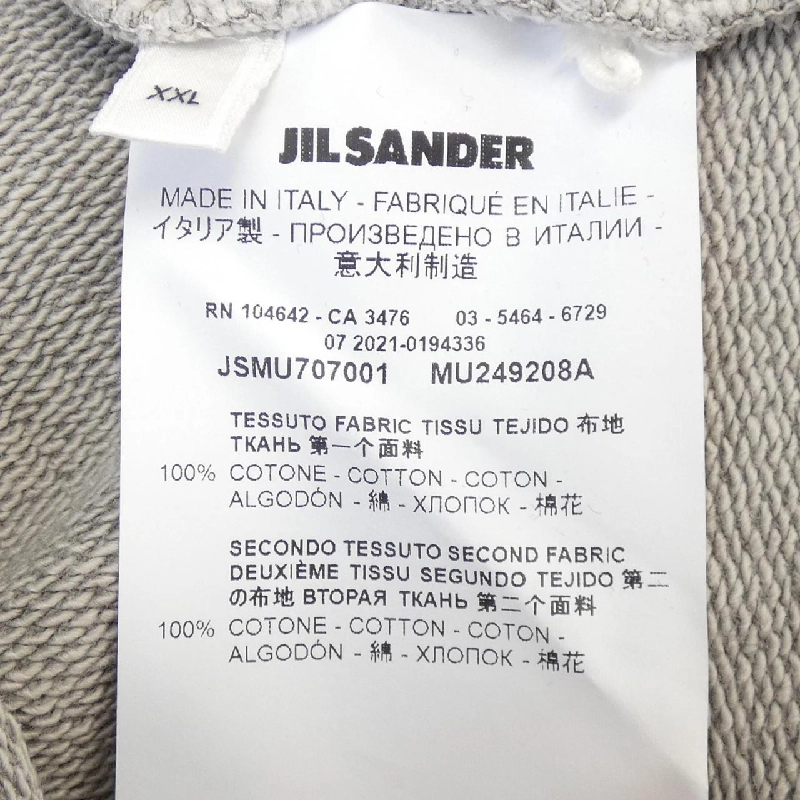 XXL
JIL SANDER
MADE IN ITALY - FABRIQUÉ EN ITALIE -
イタリア製 - ПРОИЗВЕДЕНО В ИТАЛИИ -
意大利制造
RN 104642 - CA 3476 03 - 5464 - 6729
07 2021-0194336
JSMU707001 MU249208A
TESSUTO FABRIC TISSU TEJIDO 布地
ТКАНЬ 第一个面料
100% COTONE - COTTON - COTON -
ALGODÓN - 綿 - ХЛОПОК - 棉花
SECONDO TESSUTO SECOND FABRIC
DEUXIÈME TISSU SEGUNDO TEJIDO 第二
の布地 ВТОРАЯ ТКАНЬ 第二个面料
100% COTONE - COTTON - COTON -
ALGODÓN - 綿 - ХЛОПОК - 棉花